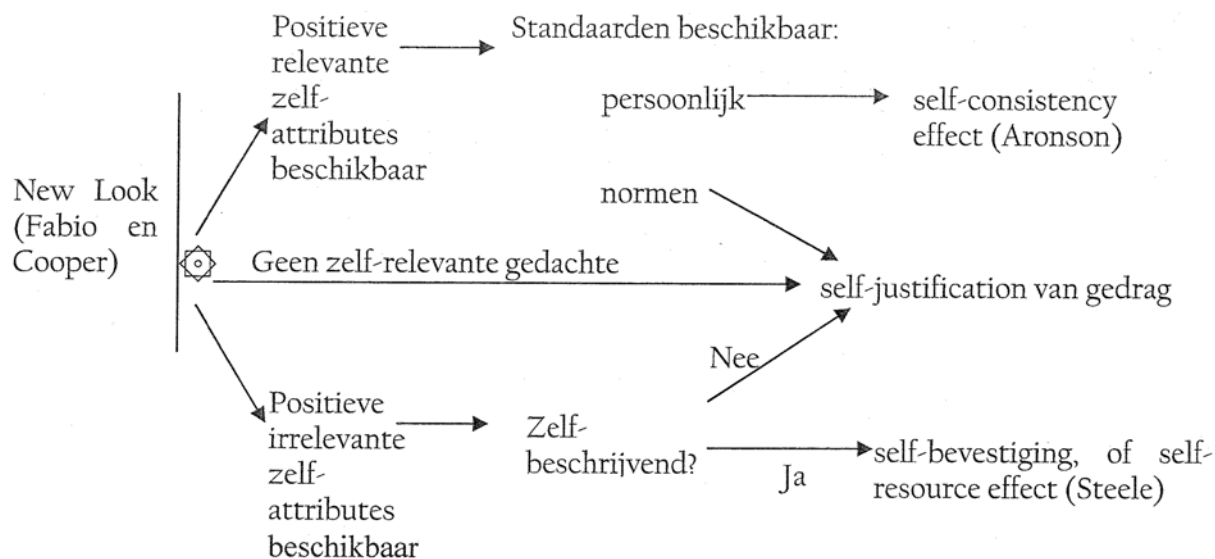 New Look
(Fabio en
Cooper)
Positieve
relevante
zelf-
attributes
beschikbaar
Standaarden beschikbaar:
persoonlijk
self-consistency
effect (Aronson)
normen
Geen zelf-relevante gedachte
self-justification van gedrag
Nee
Positieve
irrelevante
zelf-
attributes
beschikbaar
Zelf-
beschrijvend?
Ja
self-bevestiging, of self-
resource effect (Steele)